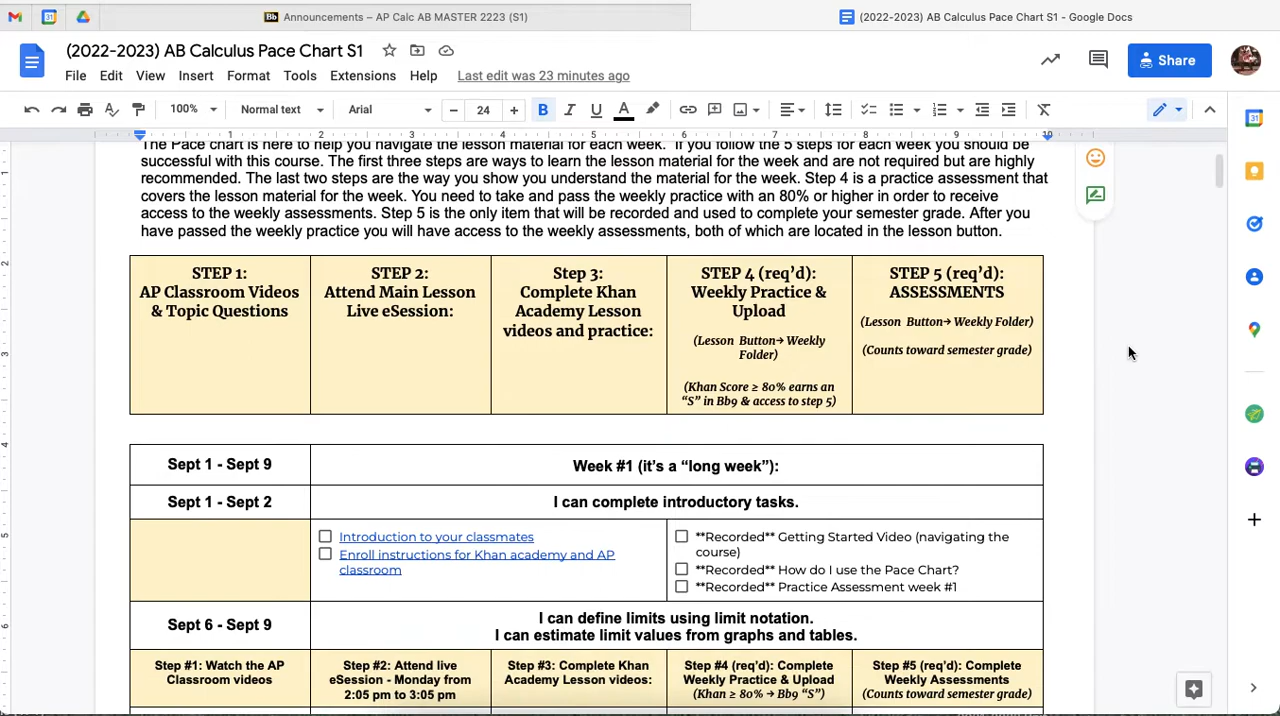 Announcements – AP Calc AB MASTER 2223 (S1)
(2022-2023) AB Calculus Pace Chart S1 - Google Docs
(2022-2023) AB Calculus Pace Chart S1
File Edit View Insert Format Tools Extensions Help Last edit was 23 minutes ago
Share
100% Normal text Arial 24
1 2 3 4 5 6 7 8 9 10
The Pace chart is here to help you navigate the lesson material for each week. If you follow the 5 steps for each week you should be
successful with this course. The first three steps are ways to learn the lesson material for the week and are not required but are highly
recommended. The last two steps are the way you show you understand the material for the week. Step 4 is a practice assessment that
covers the lesson material for the week. You need to take and pass the weekly practice with an 80% or higher in order to receive
access to the weekly assessments. Step 5 is the only item that will be recorded and used to complete your semester grade. After you
have passed the weekly practice you will have access to the weekly assessments, both of which are located in the lesson button.
STEP 1:
AP Classroom Videos
& Topic Questions
STEP 2:
Attend Main Lesson
Live eSession:
Step 3:
Complete Khan
Academy Lesson
videos and practice:
STEP 4 (req’d):
Weekly Practice &
Upload
(Lesson Button→ Weekly
Folder)
(Khan Score ≥ 80% earns an
“S” in Bb9 & access to step 5)
STEP 5 (req’d):
ASSESSMENTS
(Lesson Button→ Weekly Folder)
(Counts toward semester grade)
Sept 1 - Sept 9
Week #1 (it’s a “long week”):
Sept 1 - Sept 2
I can complete introductory tasks.
Introduction to your classmates
Enroll instructions for Khan academy and AP
classroom
**Recorded** Getting Started Video (navigating the
course)
**Recorded** How do I use the Pace Chart?
**Recorded** Practice Assessment week #1
Sept 6 - Sept 9
I can define limits using limit notation.
I can estimate limit values from graphs and tables.
Step #1: Watch the AP
Classroom videos
Step #2: Attend live
eSession - Monday from
2:05 pm to 3:05 pm
Step #3: Complete Khan
Academy Lesson videos:
Step #4 (req’d): Complete
Weekly Practice & Upload
(Khan ≥ 80% → Bb9 “S”)
Step #5 (req’d): Complete
Weekly Assessments
(Counts toward semester grade)